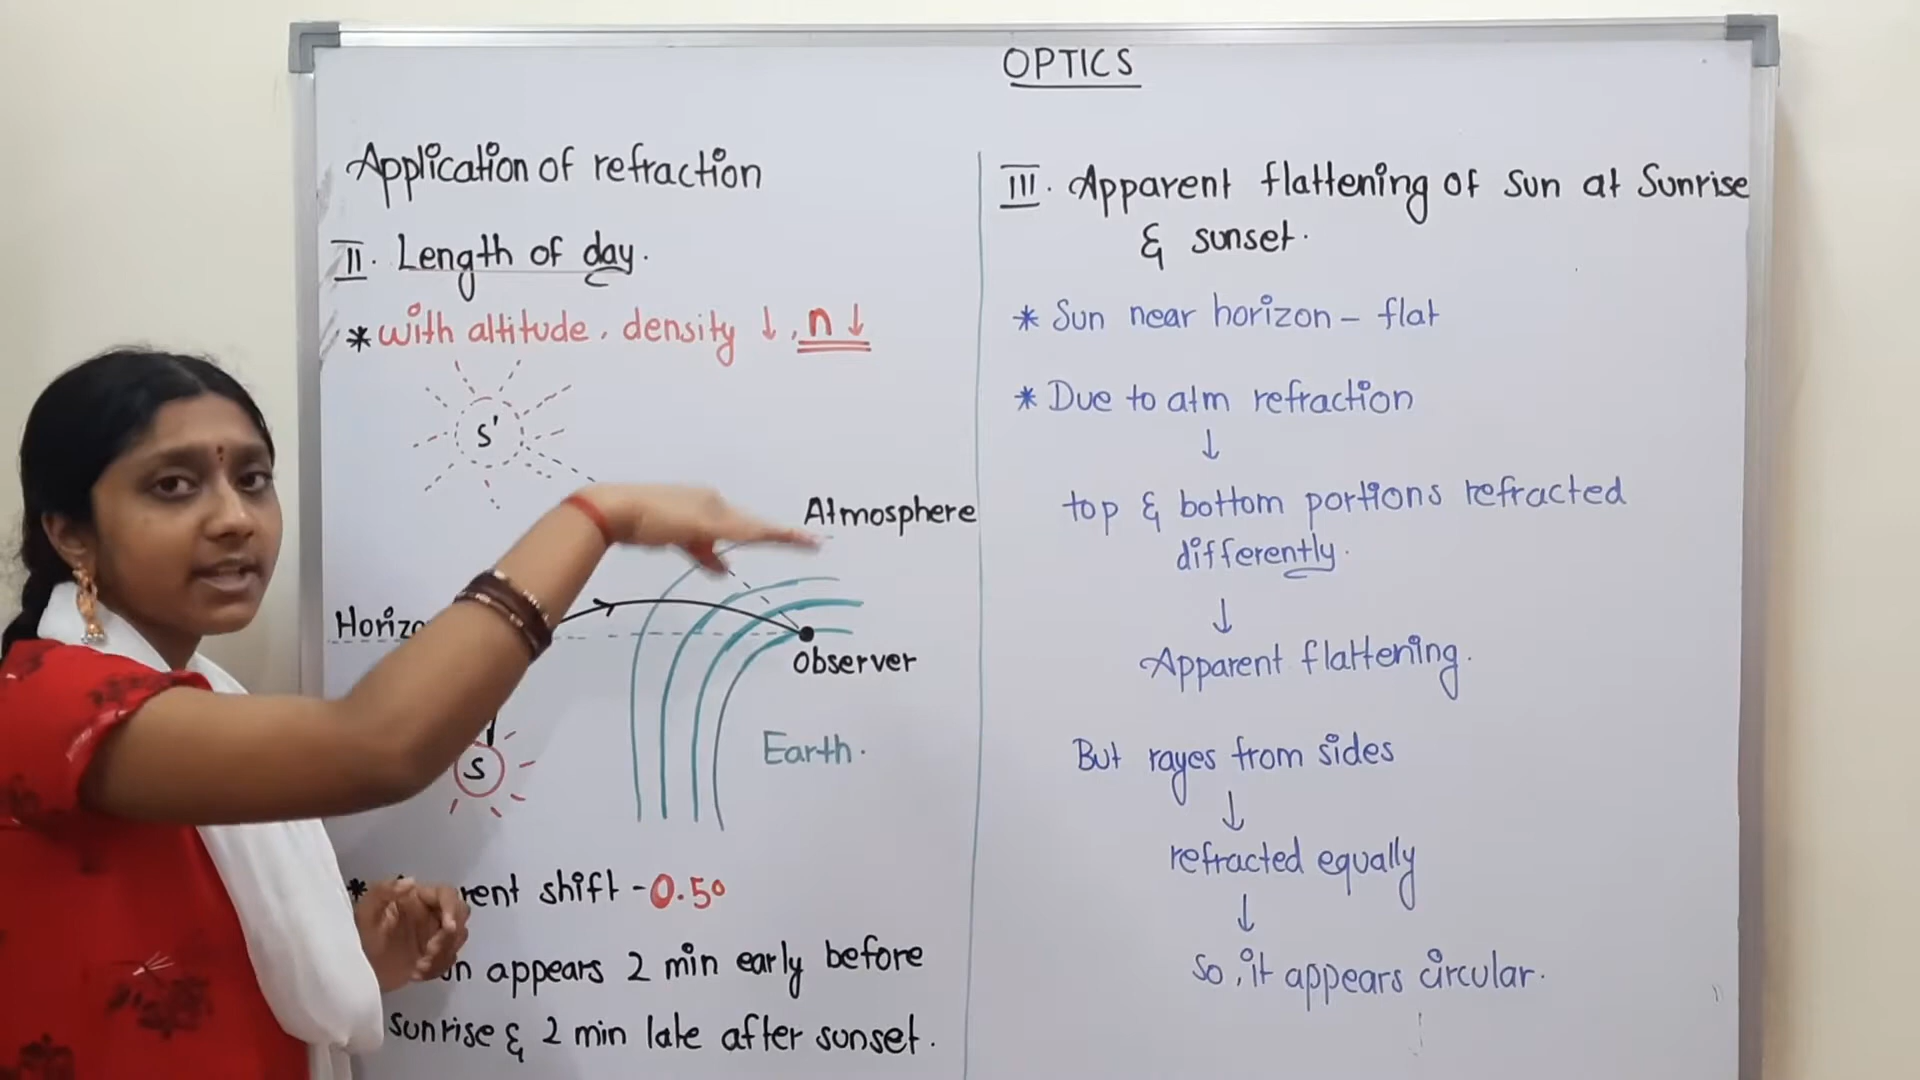 OPTICS
Application of refraction
II. Length of day.
* with altitude, density ↓, n ↓
S'
Atmosphere
Observer
S
Earth.
* shift - 0.5°
appears 2 min early before
sunrise & 2 min late after sunset.
III. Apparent flattening of sun at Sunrise
& sunset.
* Sun near horizon - flat
* Due to atm refraction
↓
top & bottom portions refracted
differently.
↓
Apparent flattening.
But rayes from sides
↓
refracted equally
↓
So, it appears circular.